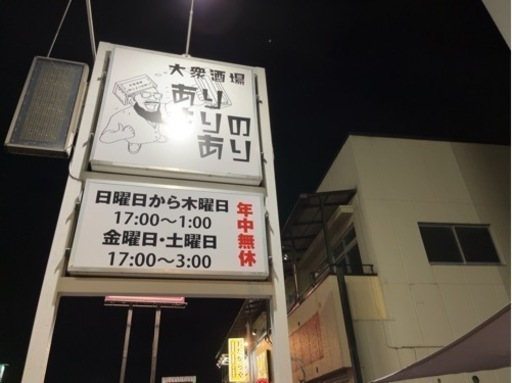 大衆酒場
あり
ありの
あり
日曜日から木曜日
17:00〜1:00
金曜日・土曜日
17:00〜3:00
年中無休